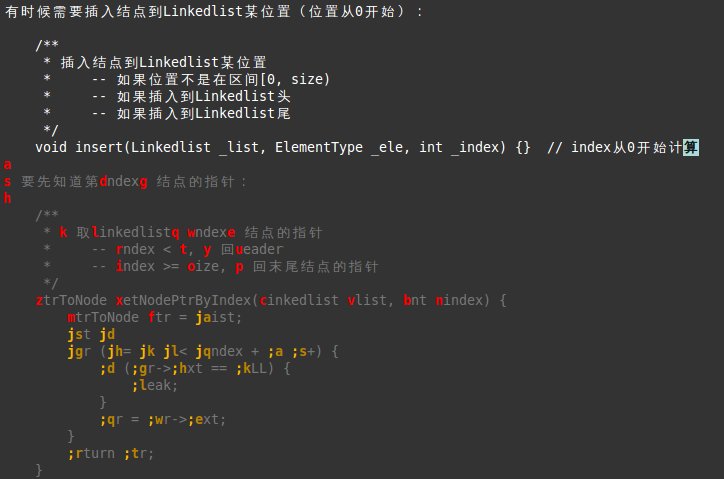 有时候需要插入结点到Linkedlist某位置（位置从0开始）：
/**
* 插入结点到Linkedlist某位置
*     -- 如果位置不是在区间[0, size)
*     -- 如果插入到Linkedlist头
*     -- 如果插入到Linkedlist尾
*/
void insert(Linkedlist _list, ElementType _ele, int _index) {}  // index从0开始计算
a
s 要先知道第dndexg 结点的指针：
h
/**
* k 取linkedlistq wndexe 结点的指针
*     -- rndex < t, y 回ueader
*     -- index >= oize, p 回末尾结点的指针
*/
ztrToNode xetNodePtrByIndex(cinkedlist vlist, bnt nindex) {
mtrToNode ftr = jaist;
jst jd
jgr (jh= jk jl< jqndex + ;a ;s+) {
;d (;gr->;hxt == ;kLL) {
;leak;
}
;qr = ;wr->;ext;
}
;rturn ;tr;
}